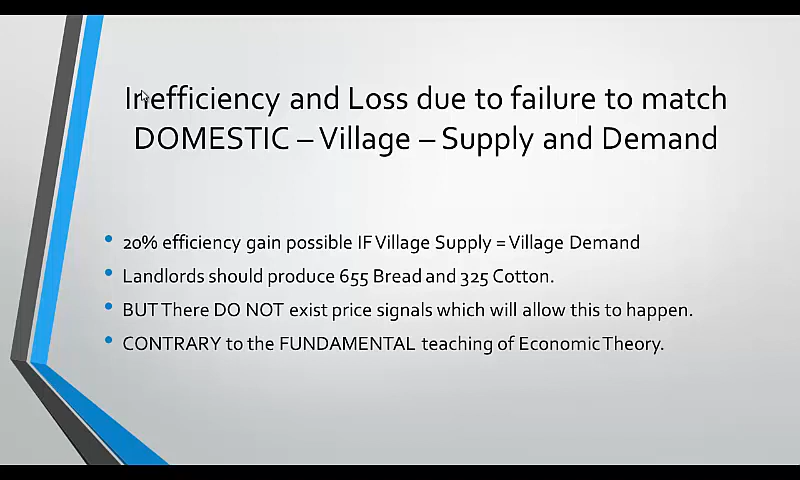 Inefficiency and Loss due to failure to match
DOMESTIC – Village – Supply and Demand
• 20% efficiency gain possible IF Village Supply = Village Demand
• Landlords should produce 655 Bread and 325 Cotton.
• BUT There DO NOT exist price signals which will allow this to happen.
• CONTRARY to the FUNDAMENTAL teaching of Economic Theory.